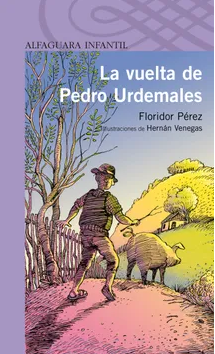 ALFAGUARA INFANTIL
La vuelta de
Pedro Urdemales
Floridor Pérez
Ilustraciones de Hernán Venegas